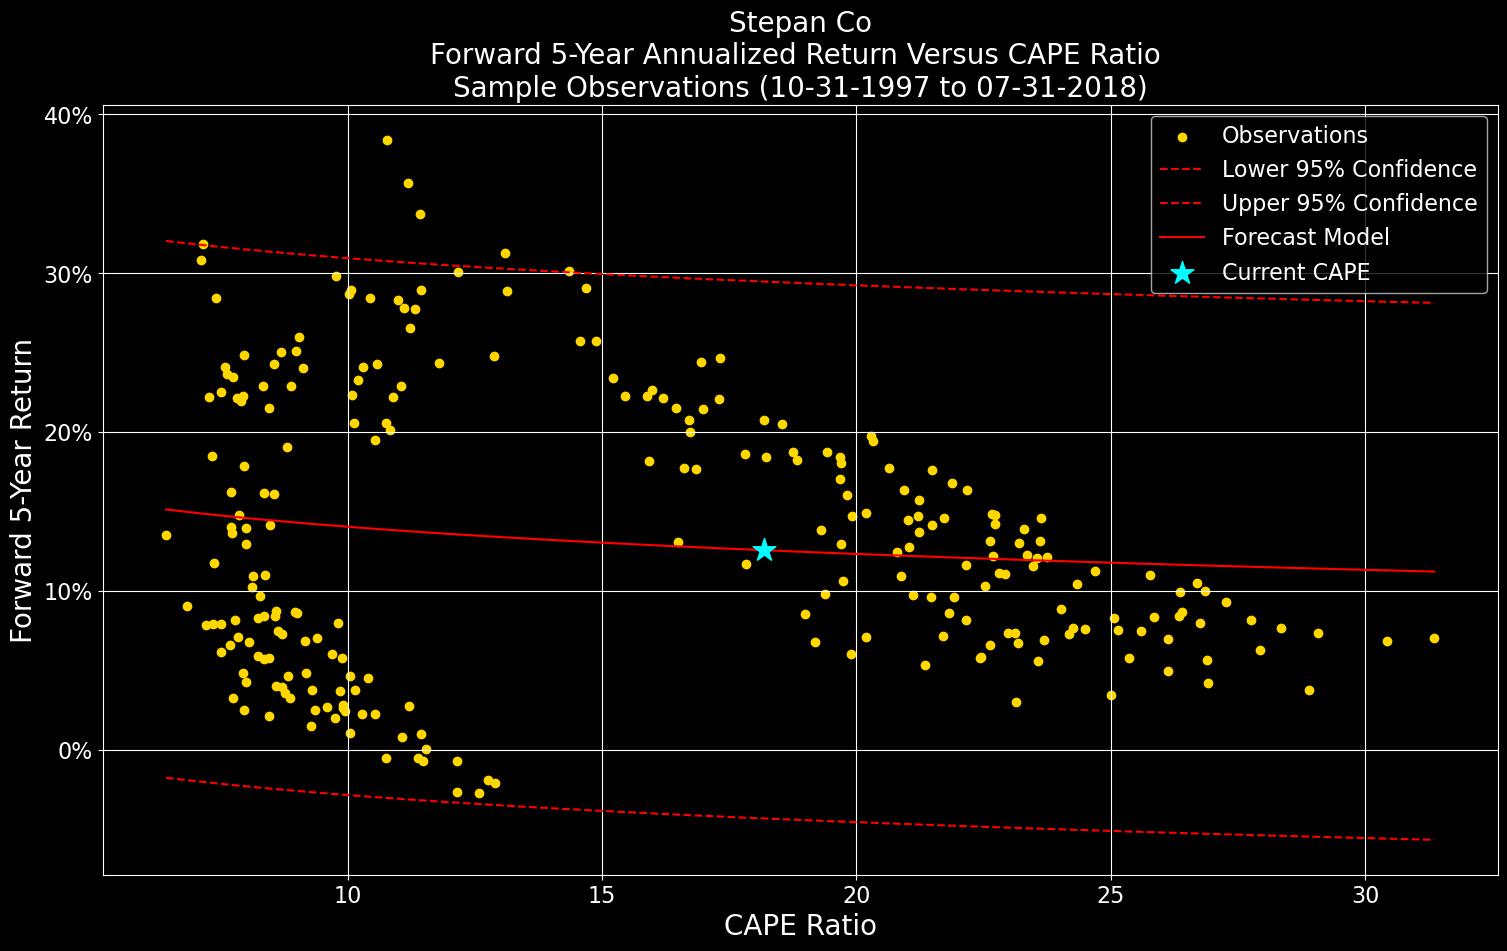 Stepan Co
Forward 5-Year Annualized Return Versus CAPE Ratio
Sample Observations (10-31-1997 to 07-31-2018)
Observations
Lower 95% Confidence
Upper 95% Confidence
Forecast Model
Current CAPE
Forward 5-Year Return
40%
30%
20%
10%
0%
10
15
20
25
30
CAPE Ratio